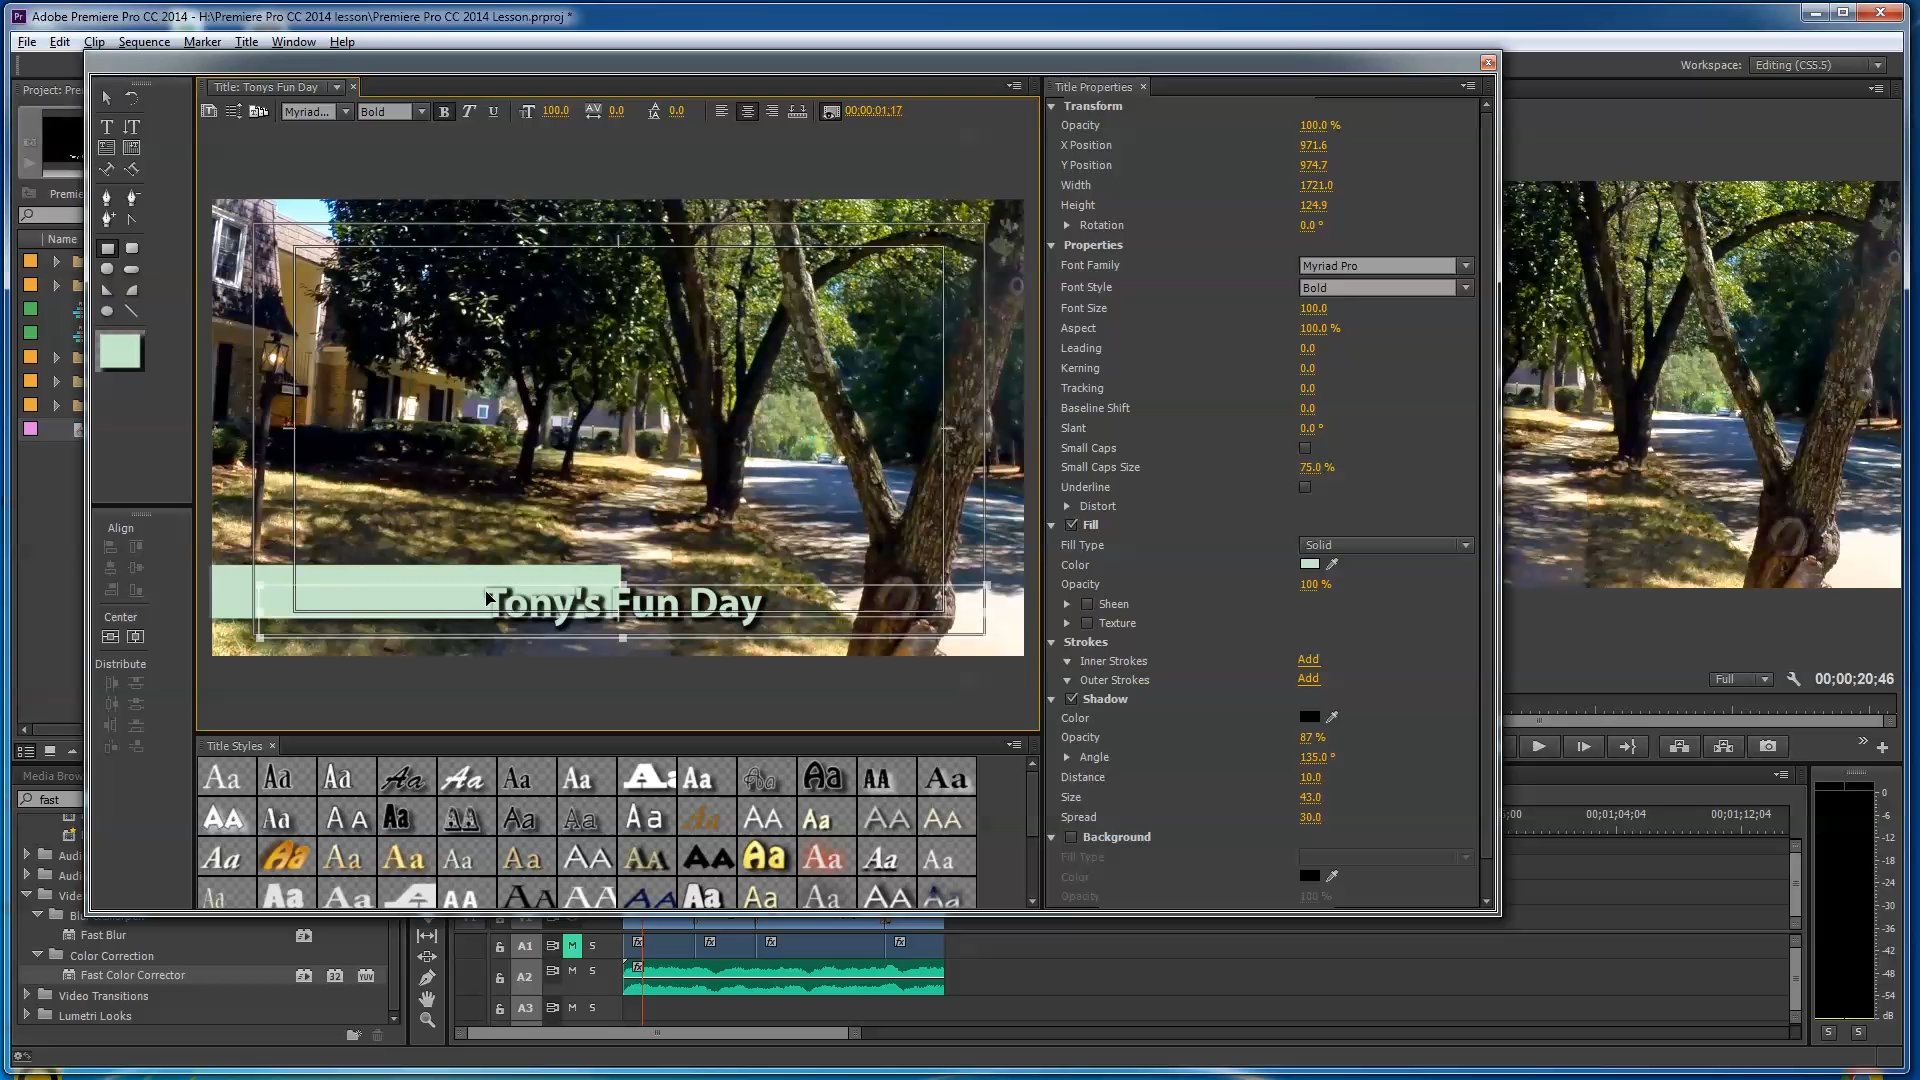 Adobe Premiere Pro CC 2014 - H:\Premiere Pro CC 2014 lesson\Premiere Pro CC 2014 Lesson.prproj *
File Edit Clip Sequence Marker Title Window Help
Workspace: Editing (CS5.5)
Project: Pre
Premie
Name
Title: Tonys Fun Day
Myriad... Bold 100.0 0.0 0.0 00:00:01:17
Tony's Fun Day
Align
Center
Distribute
Title Properties
Transform
Opacity 100.0 %
X Position 971.6
Y Position 974.7
Width 1721.0
Height 124.9
Rotation 0.0 °
Properties
Font Family Myriad Pro
Font Style Bold
Font Size 100.0
Aspect 100.0 %
Leading 0.0
Kerning 0.0
Tracking 0.0
Baseline Shift 0.0
Slant 0.0 °
Small Caps
Small Caps Size 75.0 %
Underline
Distort
Fill
Fill Type Solid
Color
Opacity 100 %
Sheen
Texture
Strokes
Inner Strokes Add
Outer Strokes Add
Shadow
Color
Opacity 87 %
Angle 135.0 °
Distance 10.0
Size 43.0
Spread 30.0
Background
Fill Type
Color
Opacity 100 %
Title Styles
Aa Aa Aa Aa Aa Aa Aa Aa Aa Aa Aa AA Aa
AA Aa AA Aa AA Aa Aa Aa Aa AA Aa AA AA
Aa Aa Aa Aa Aa Aa AA AA AA Aa Aa Aa Aa
Aa Aa Aa A AA AA AA AA Aa Aa Aa AA Aa
Full 00;00;20;46
Media Brow
fast
Audi
Audi
Vide
Fast Blur
Color Correction
Fast Color Corrector 32 YUV
Video Transitions
Lumetri Looks
5;00 00;01;04;04 00;01;12;04
A1 M S
A2 M S
A3 M S
fx fx fx fx
fx
0
-6
-12
-18
-24
-30
-36
-42
-48
-54
dB
S S